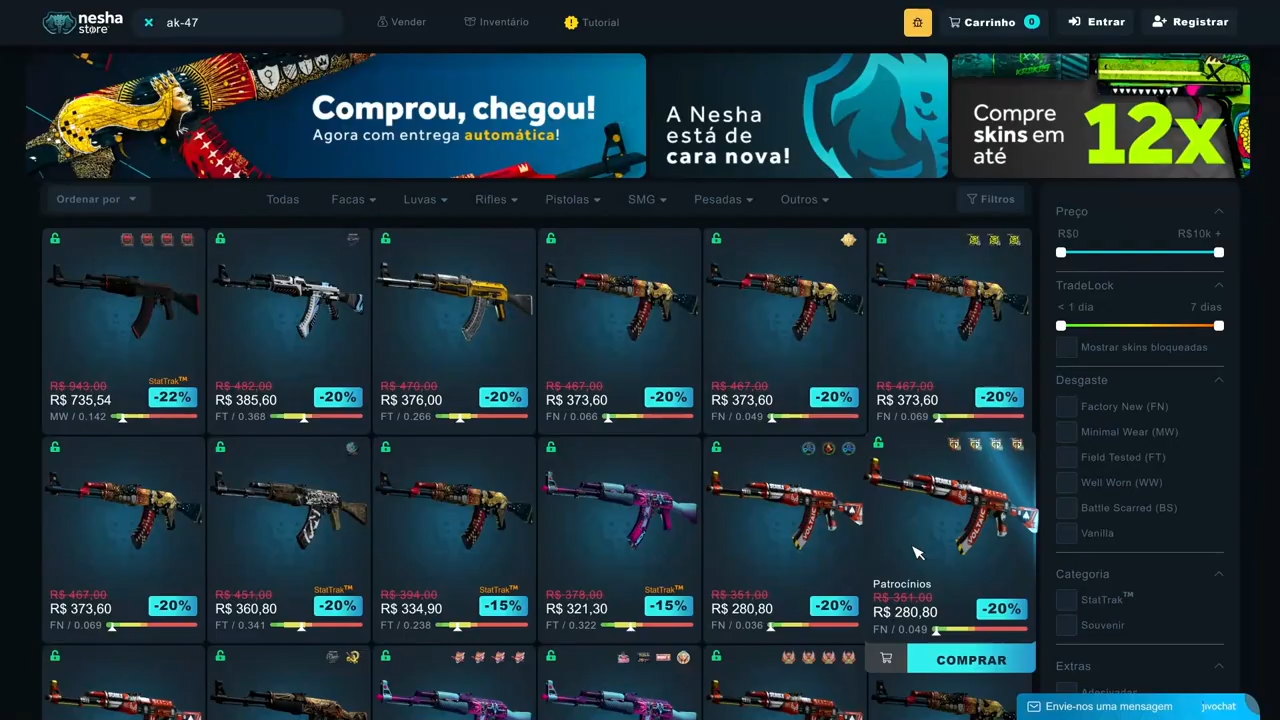 nesha
store
ak-47
Vender
Inventário
Tutorial
Carrinho 0
Entrar
Registrar
Comprou, chegou!
Agora com entrega automática!
A Nesha
está de
cara nova!
Compre
skins em
até
12x
Ordenar por
Todas
Facas
Luvas
Rifles
Pistolas
SMG
Pesadas
Outros
Filtros
R$ 943,00
StatTrak™
R$ 735,54
-22%
MW / 0.142
R$ 482,00
R$ 385,60
-20%
FT / 0.368
R$ 470,00
R$ 376,00
-20%
FT / 0.266
R$ 467,00
R$ 373,60
-20%
FN / 0.066
R$ 467,00
R$ 373,60
-20%
FN / 0.049
R$ 467,00
R$ 373,60
-20%
FN / 0.069
R$ 467,00
R$ 373,60
-20%
FN / 0.069
StatTrak™
R$ 451,00
R$ 360,80
-20%
FT / 0.341
StatTrak™
R$ 394,00
R$ 334,90
-15%
FT / 0.238
StatTrak™
R$ 378,00
R$ 321,30
-15%
FT / 0.322
R$ 351,00
R$ 280,80
-20%
FN / 0.036
Patrocínios
R$ 351,00
R$ 280,80
-20%
FN / 0.049
COMPRAR
Preço
R$0
R$10k +
TradeLock
< 1 dia
7 dias
Mostrar skins bloqueadas
Desgaste
Factory New (FN)
Minimal Wear (MW)
Field Tested (FT)
Well Worn (WW)
Battle Scarred (BS)
Vanilla
Categoria
StatTrak™
Souvenir
Extras
Adesivadas
Envie-nos uma mensagem
jivochat